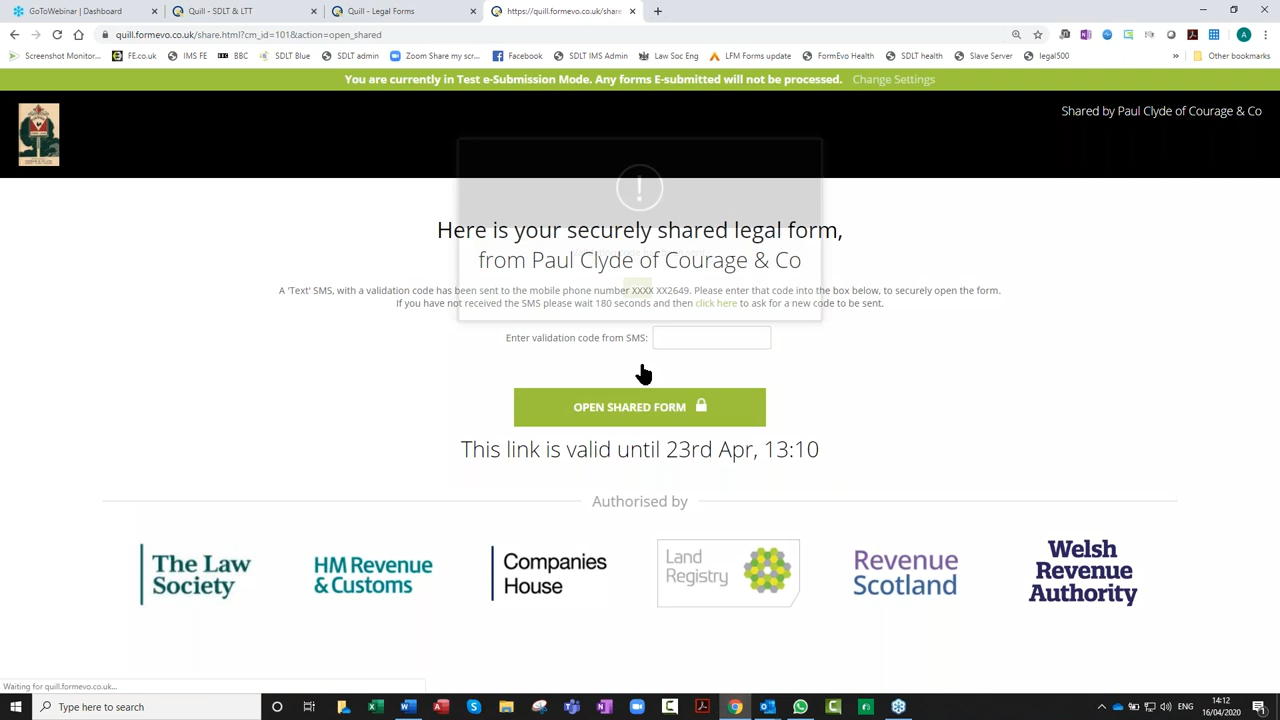 GoToWebinar | Dashboard
Quill - SDLT & LTT
Quill - Legal Forms
https://quill.formevo.co.uk/share
quill.formevo.co.uk/share.html?cm_id=101&action=open_shared
Screenshot Monitor... FE.co.uk IMS FE BBC SDLT Blue SDLT admin Zoom Share my scr... Facebook SDLT IMS Admin Law Soc Eng LFM Forms update FormEvo Health SDLT health Slave Server legal500 » Other bookmarks
You are currently in Test e-Submission Mode. Any forms E-submitted will not be processed. Change Settings
Shared by Paul Clyde of Courage & Co
Here is your securely shared legal form,
from Paul Clyde of Courage & Co
A 'Text' SMS, with a validation code has been sent to the mobile phone number XXXX XX2649. Please enter that code into the box below, to securely open the form.
If you have not received the SMS please wait 180 seconds and then click here to ask for a new code to be sent.
Enter validation code from SMS:
OPEN SHARED FORM
This link is valid until 23rd Apr, 13:10
Authorised by
The Law
Society
HM Revenue
& Customs
Companies
House
Land
Registry
Revenue
Scotland
Welsh
Revenue
Authority
Waiting for quill.formevo.co.uk...
Type here to search
ENG
14:12
16/04/2020